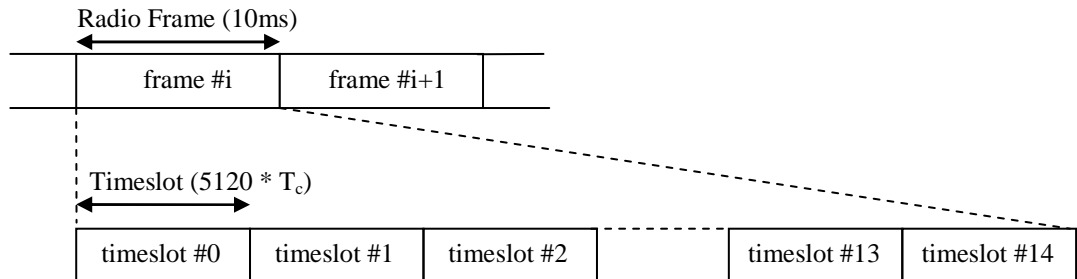 Radio Frame (10ms)
frame #i frame #i+1
Timeslot (5120 * Tc)
timeslot #0 timeslot #1 timeslot #2 timeslot #13 timeslot #14